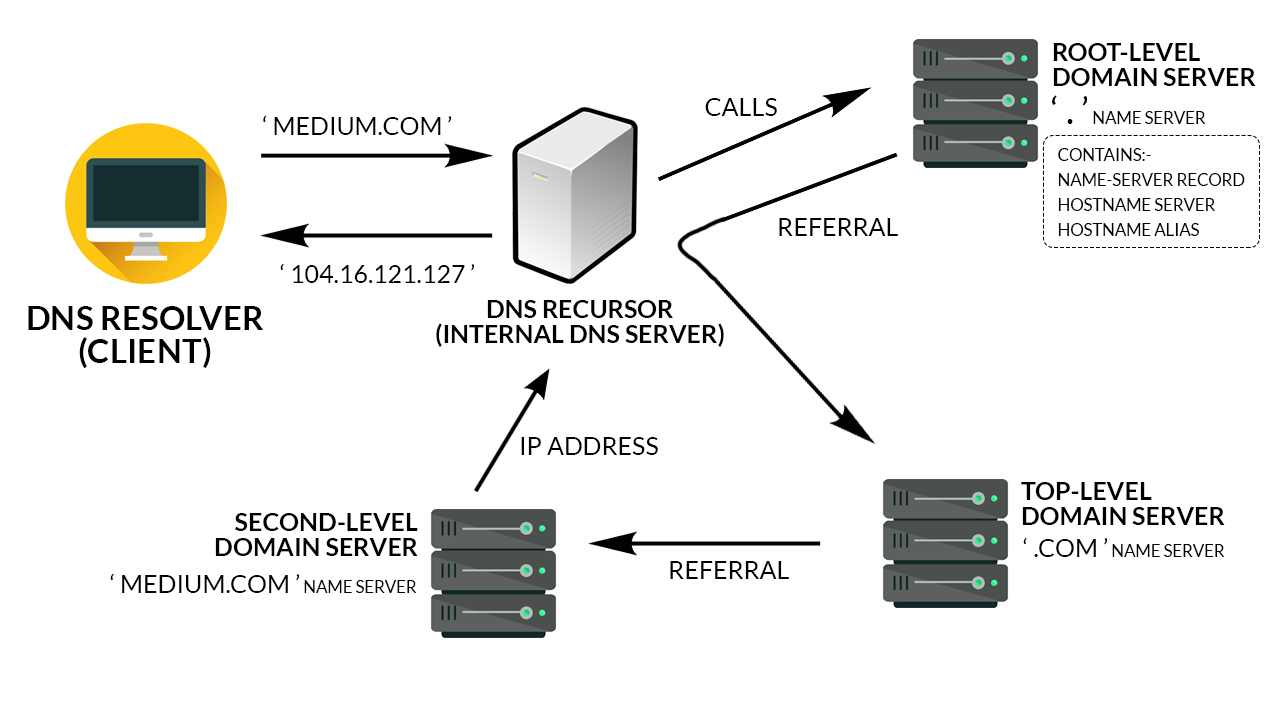 ‘ MEDIUM.COM ’
‘ 104.16.121.127 ’
DNS RESOLVER
(CLIENT)
DNS RECURSOR
(INTERNAL DNS SERVER)
CALLS
REFERRAL
ROOT-LEVEL
DOMAIN SERVER
‘ . ’ NAME SERVER
CONTAINS:-
NAME-SERVER RECORD
HOSTNAME SERVER
HOSTNAME ALIAS
IP ADDRESS
SECOND-LEVEL
DOMAIN SERVER
‘ MEDIUM.COM ’ NAME SERVER
REFERRAL
TOP-LEVEL
DOMAIN SERVER
‘ .COM ’ NAME SERVER